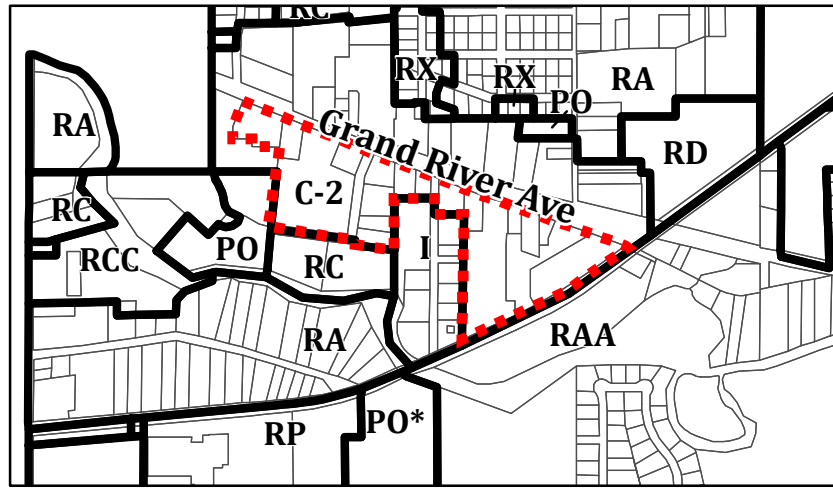 RC
RX
RX
RA
PO
RA
Grand River Ave
RD
C-2
RC
PO
RCC
RC
I
RA
RAA
PO*
RP